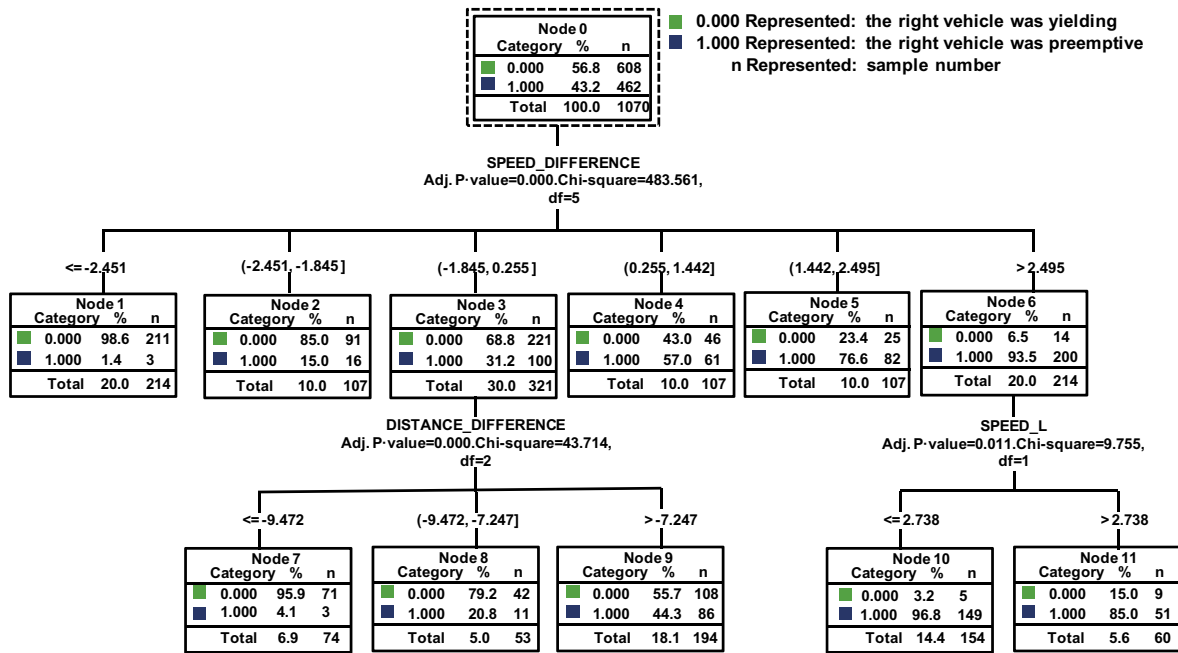 Node 0
Category % n
0.000 56.8 608
1.000 43.2 462
Total 100.0 1070
0.000 Represented: the right vehicle was yielding
1.000 Represented: the right vehicle was preemptive
n Represented: sample number
SPEED_DIFFERENCE
Adj. P-value=0.000.Chi-square=483.561,
df=5
<= -2.451
(-2.451, -1.845]
(-1.845, 0.255]
(0.255, 1.442]
(1.442, 2.495]
> 2.495
Node 1
Category % n
0.000 98.6 211
1.000 1.4 3
Total 20.0 214
Node 2
Category % n
0.000 85.0 91
1.000 15.0 16
Total 10.0 107
Node 3
Category % n
0.000 68.8 221
1.000 31.2 100
Total 30.0 321
Node 4
Category % n
0.000 43.0 46
1.000 57.0 61
Total 10.0 107
Node 5
Category % n
0.000 23.4 25
1.000 76.6 82
Total 10.0 107
Node 6
Category % n
0.000 6.5 14
1.000 93.5 200
Total 20.0 214
DISTANCE_DIFFERENCE
Adj. P-value=0.000.Chi-square=43.714,
df=2
SPEED_L
Adj. P-value=0.011.Chi-square=9.755,
df=1
<= -9.472
(-9.472, -7.247]
> -7.247
<= 2.738
> 2.738
Node 7
Category % n
0.000 95.9 71
1.000 4.1 3
Total 6.9 74
Node 8
Category % n
0.000 79.2 42
1.000 20.8 11
Total 5.0 53
Node 9
Category % n
0.000 55.7 108
1.000 44.3 86
Total 18.1 194
Node 10
Category % n
0.000 3.2 5
1.000 96.8 149
Total 14.4 154
Node 11
Category % n
0.000 15.0 9
1.000 85.0 51
Total 5.6 60